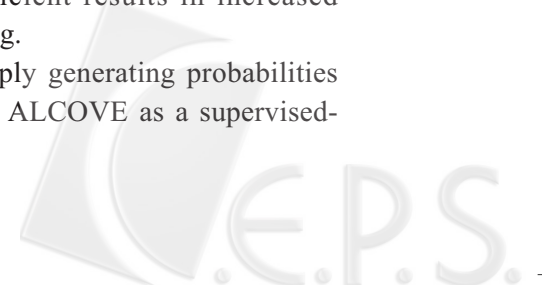 cient results in increased
g.
ply generating probabilities
ALCOVE as a supervised-
C.E.P.S.